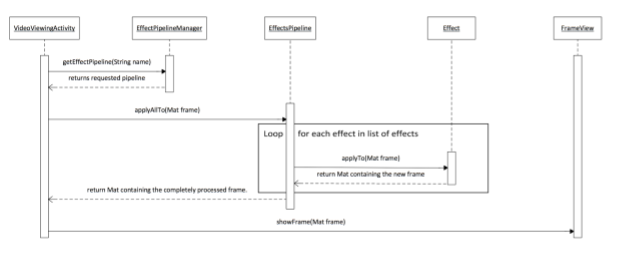 VideoViewingActivity
EffectPipelineManager
EffectsPipeline
Effect
FrameView
getEffectPipeline(String name)
returns requested pipeline
applyAllTo(Mat frame)
Loop for each effect in list of effects
applyTo(Mat frame)
return Mat containing the new frame
return Mat containing the completely processed frame.
showFrame(Mat frame)